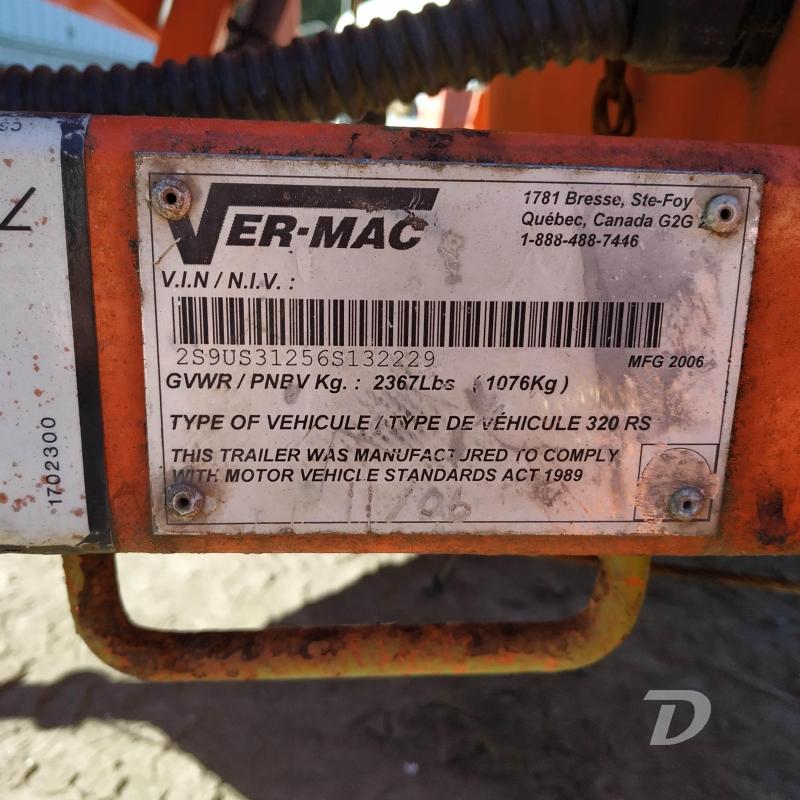 VER-MAC
1781 Bresse, Ste-Foy
Québec, Canada G2G
1-888-488-7446
V.I.N / N.I.V. :
2S9US31256S132229
MFG 2006
GVWR / PNBV Kg. : 2367Lbs (1076Kg)
TYPE OF VEHICULE / TYPE DE VÉHICULE 320 RS
THIS TRAILER WAS MANUFACTURED TO COMPLY
WITH MOTOR VEHICLE STANDARDS ACT 1989
1702300
D